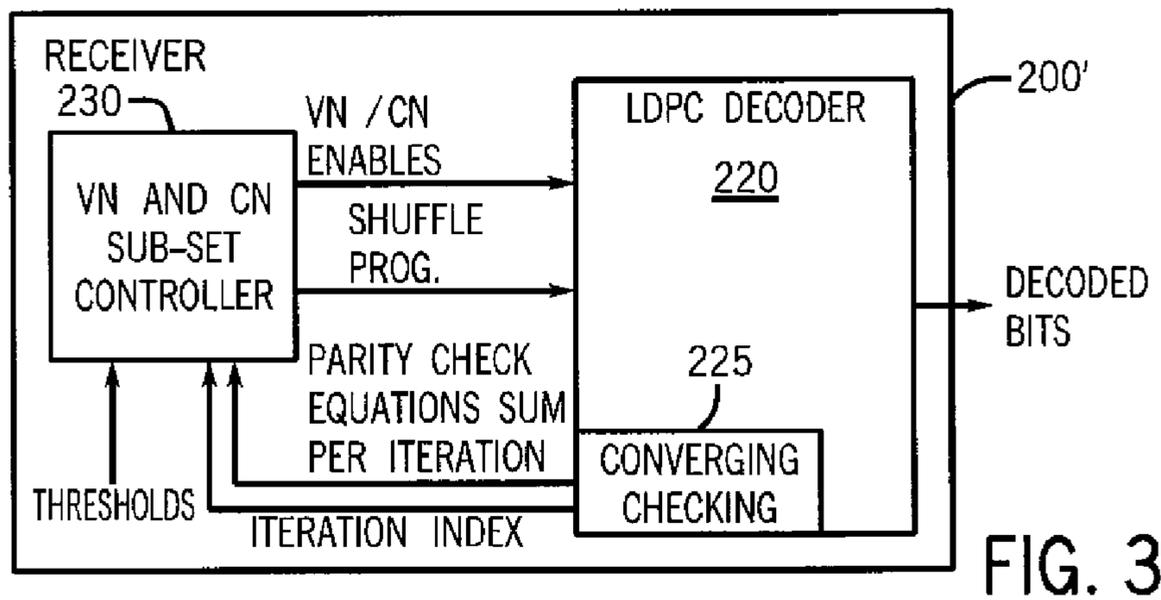 RECEIVER
230
200'
VN / CN
ENABLES
LDPC DECODER
220
VN AND CN
SUB-SET
CONTROLLER
SHUFFLE
PROG.
DECODED
BITS
PARITY CHECK
EQUATIONS SUM
PER ITERATION
225
CONVERGING
CHECKING
THRESHOLDS
ITERATION INDEX
FIG. 3